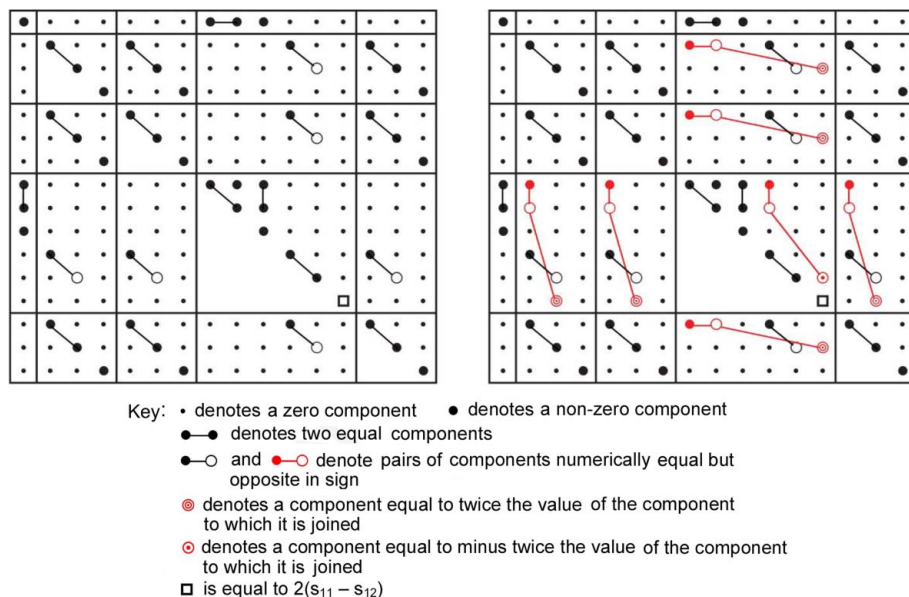 Key: • denotes a zero component ● denotes a non-zero component
denotes two equal components
and denote pairs of components numerically equal but
opposite in sign
denotes a component equal to twice the value of the component
to which it is joined
denotes a component equal to minus twice the value of the component
to which it is joined
is equal to 2(s₁₁ – s₁₂)